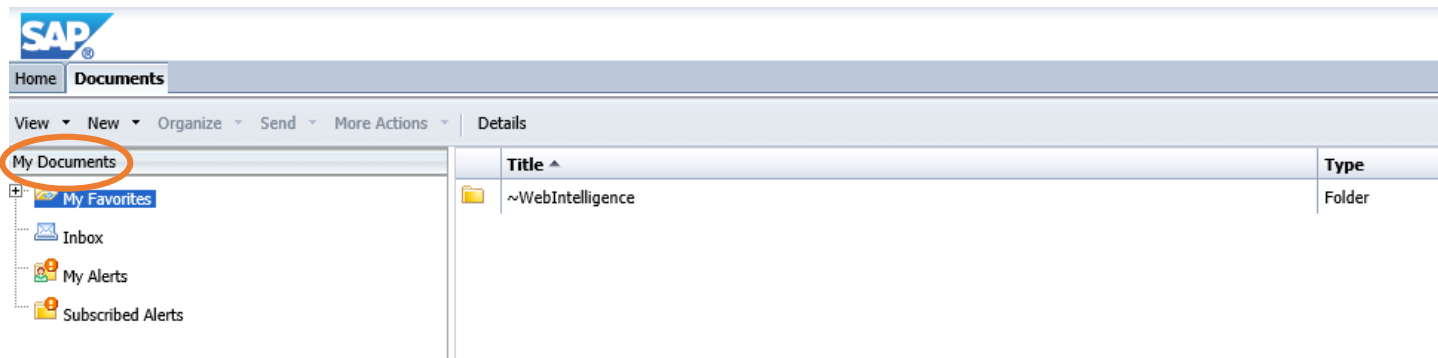 SAP®
Home Documents
View New Organize Send More Actions Details
My Documents
Title Type
My Favorites
~WebIntelligence Folder
Inbox
My Alerts
Subscribed Alerts